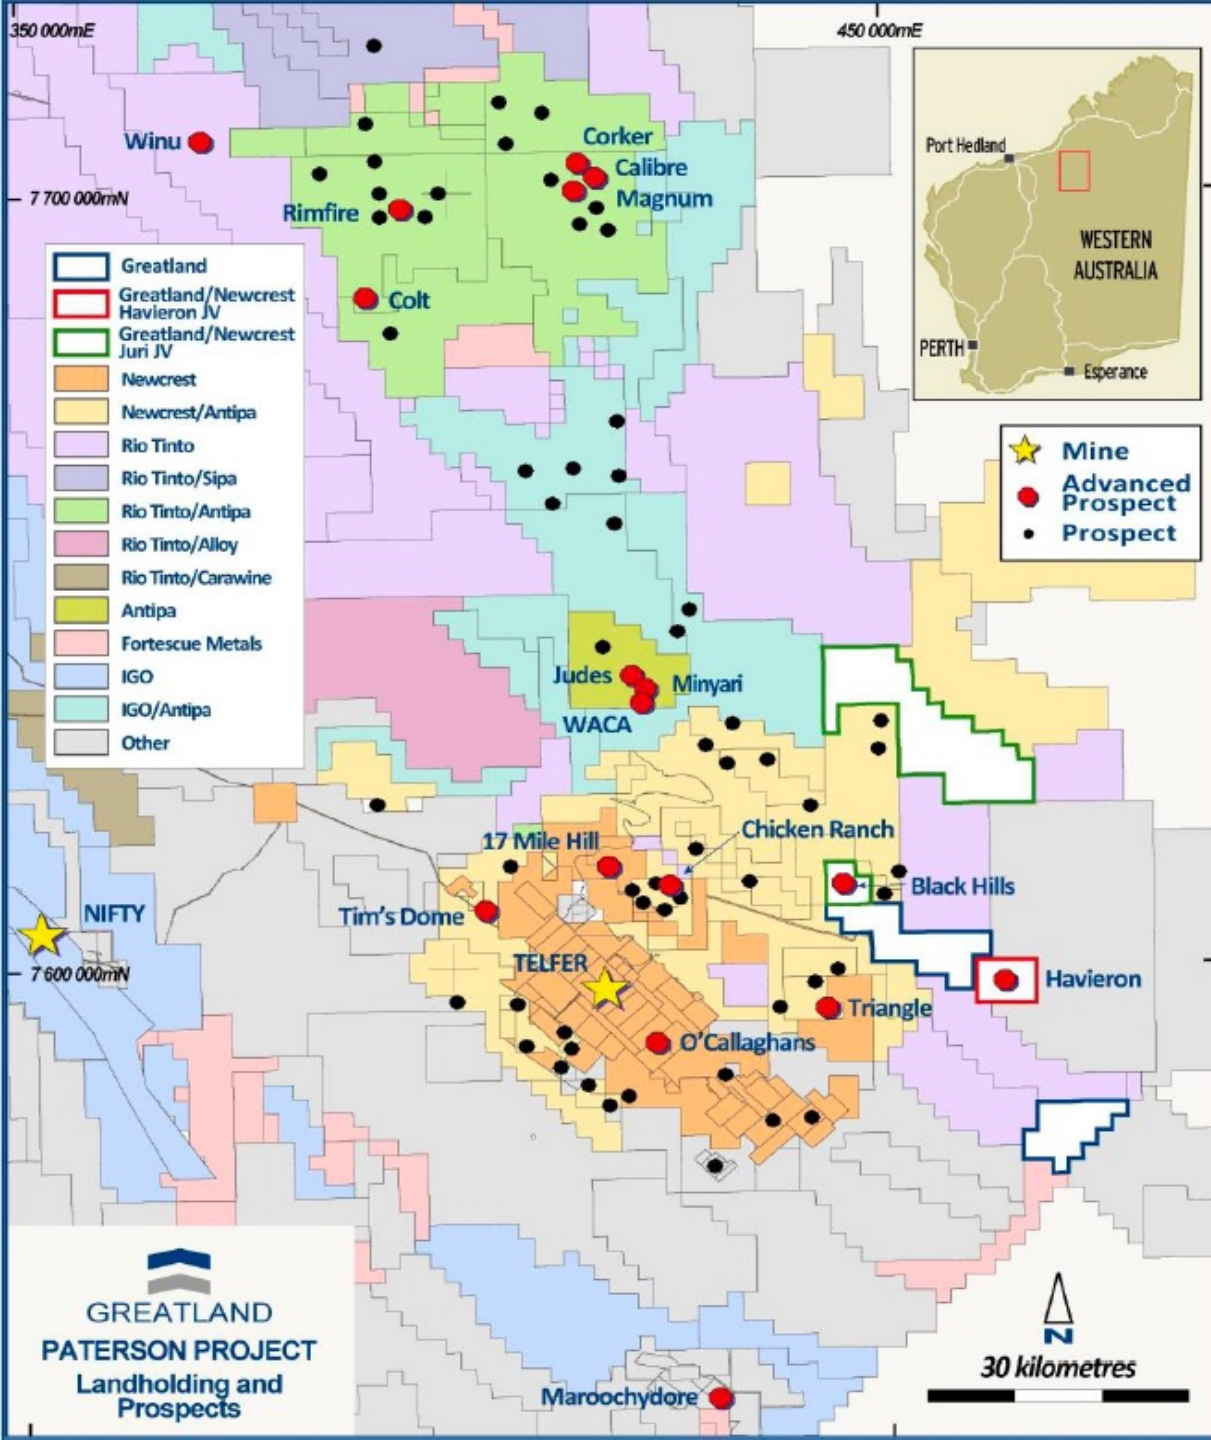 350 000mE
450 000mE
Winu
Corker
Calibre
Magnum
7 700 000mN
Rimfire
Colt
Port Hedland
WESTERN
AUSTRALIA
PERTH
Esperance
Greatland
Greatland/Newcrest
Havieron JV
Greatland/Newcrest
Juri JV
Newcrest
Newcrest/Antipa
Rio Tinto
Rio Tinto/Sipa
Rio Tinto/Antipa
Rio Tinto/Alloy
Rio Tinto/Carawine
Antipa
Fortescue Metals
IGO
IGO/Antipa
Other
Mine
Advanced
Prospect
Prospect
Judes
Minyari
WACA
17 Mile Hill
Chicken Ranch
Black Hills
Tim's Dome
NIFTY
TELFER
7 600 000mN
Havieron
Triangle
O'Callaghans
GREATLAND
PATERSON PROJECT
Landholding and
Prospects
Maroochydore
N
30 kilometres